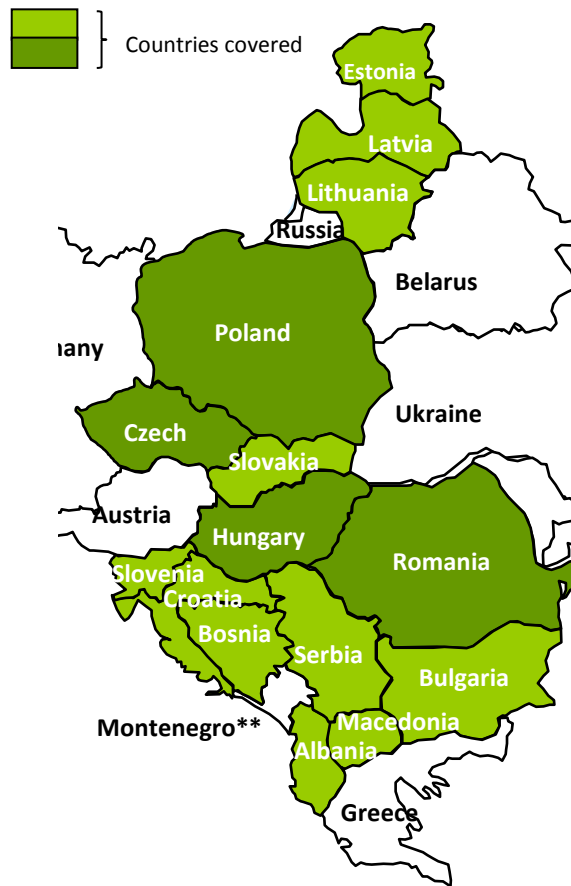 Countries covered
Estonia
Latvia
Lithuania
Russia
Belarus
Poland
many
Ukraine
Czech
Slovakia
Austria
Hungary
Romania
Slovenia
Croatia
Bosnia
Serbia
Bulgaria
Montenegro**
Macedonia
Albania
Greece